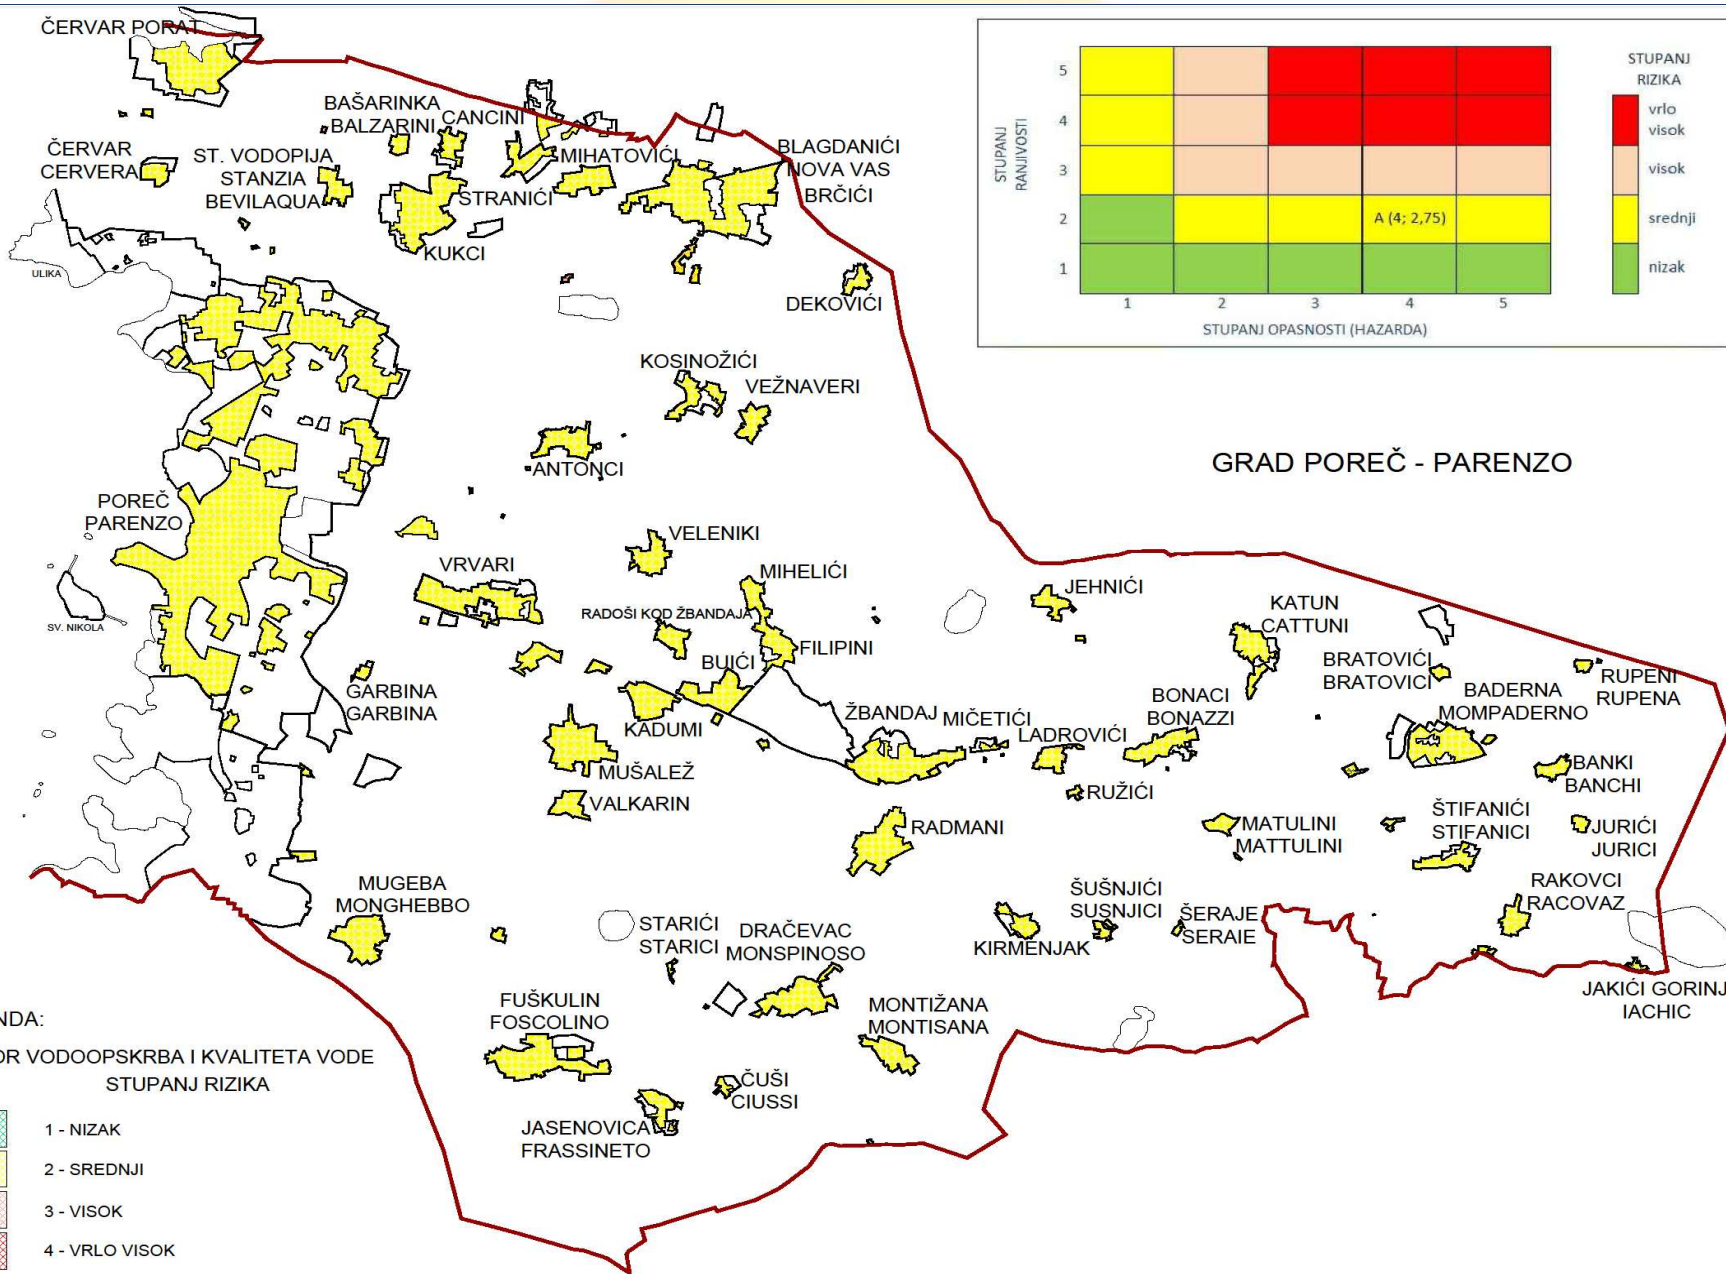 ČERVAR PORAT
BAŠARINKA
BALZARINI
CANCINI
ČERVAR
CERVERA
ST. VODOPIJA
STANZIA
BEVILAQUA
MIHATOVIĆI
STRANIĆI
KUKCI
BLAGDANIĆI
NOVA VAS
BRČIĆI
ULIKA
DEKOVIĆI
STUPANJ
RANJIVOSTI
5
4
3
2
1
A (4; 2,75)
1
2
3
4
5
STUPANJ OPASNOSTI (HAZARDA)
STUPANJ
RIZIKA
vrlo
visok
visok
srednji
nizak
KOSINOŽIĆI
VEŽNAVERI
ANTONCI
GRAD POREČ - PARENZO
POREČ
PARENZO
VELENIKI
VRVARI
MIHELIĆI
RADOŠI KOD ŽBANDAJA
FILIPINI
BUIĆI
JEHNIĆI
KATUN
CATTUNI
SV. NIKOLA
BRATOVIĆI
BRATOVICI
RUPENI
RUPENA
GARBINA
GARBINA
BADERNA
MOMPADERNO
BONACI
BONAZZI
KADUMI
ŽBANDAJ
MIČETIĆI
LADROVIĆI
MUŠALEŽ
BANKI
BANCHI
VALKARIN
RUŽIĆI
RADMANI
MATULINI
MATTULINI
ŠTIFANIĆI
STIFANICI
JURIĆI
JURICI
MUGEBA
MONGHEBBO
RAKOVCI
RACOVAZ
ŠUŠNJIĆI
SUSNJICI
ŠERAJE
SERAIE
STARIĆI
STARICI
DRAČEVAC
MONSPINOSO
KIRMENJAK
JAKIĆI GORINJ
IACHIC
FUŠKULIN
FOSCOLINO
MONTIŽANA
MONTISANA
ČUŠI
CIUSSI
JASENOVICA
FRASSINETO
NDA:
OR VODOOPSKRBA I KVALITETA VODE
STUPANJ RIZIKA
1 - NIZAK
2 - SREDNJI
3 - VISOK
4 - VRLO VISOK